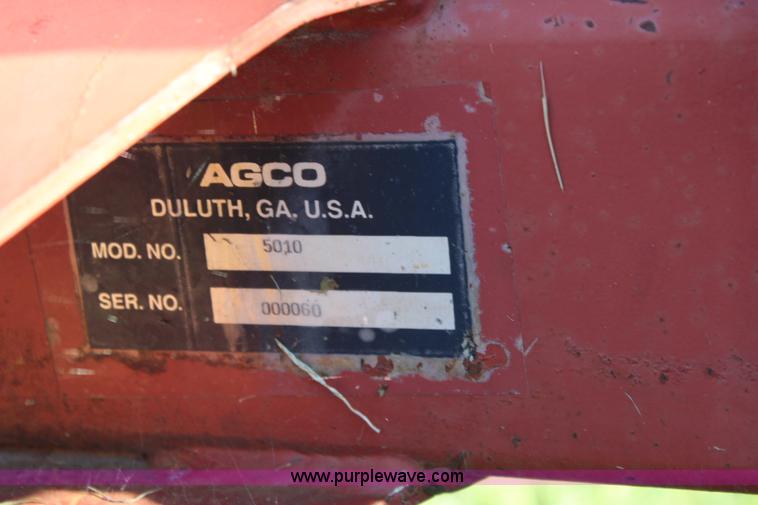 AGCO
DULUTH, GA. U.S.A.
MOD. NO. 5010
SER. NO. 000060
www.purplewave.com